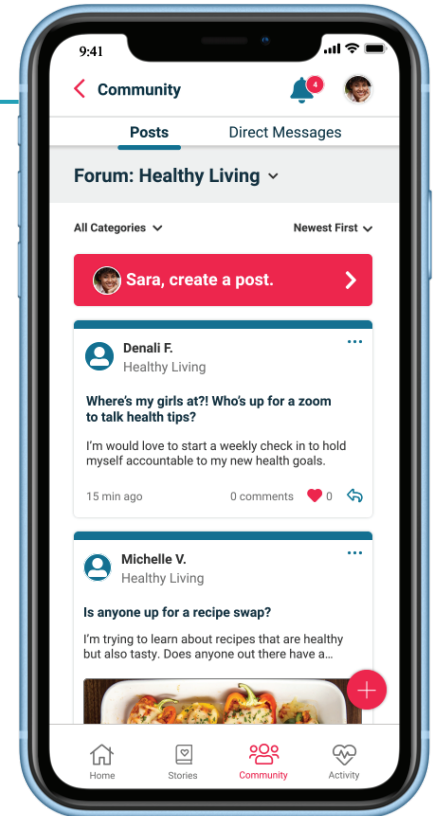 9:41
Community
4
Posts Direct Messages
Forum: Healthy Living
All Categories Newest First
Sara, create a post.
Denali F.
Healthy Living
Where's my girls at?! Who's up for a zoom
to talk health tips?
I'm would love to start a weekly check in to hold
myself accountable to my new health goals.
15 min ago 0 comments 0
Michelle V.
Healthy Living
Is anyone up for a recipe swap?
I'm trying to learn about recipes that are healthy
but also tasty. Does anyone out there have a...
Home Stories Community Activity